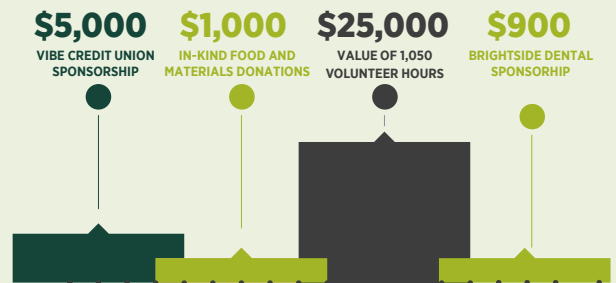 $5,000
VIBE CREDIT UNION
SPONSORSHIP
$1,000
IN-KIND FOOD AND
MATERIALS DONATIONS
$25,000
VALUE OF 1,050
VOLUNTEER HOURS
$900
BRIGHTSIDE DENTAL
SPONSORHIP